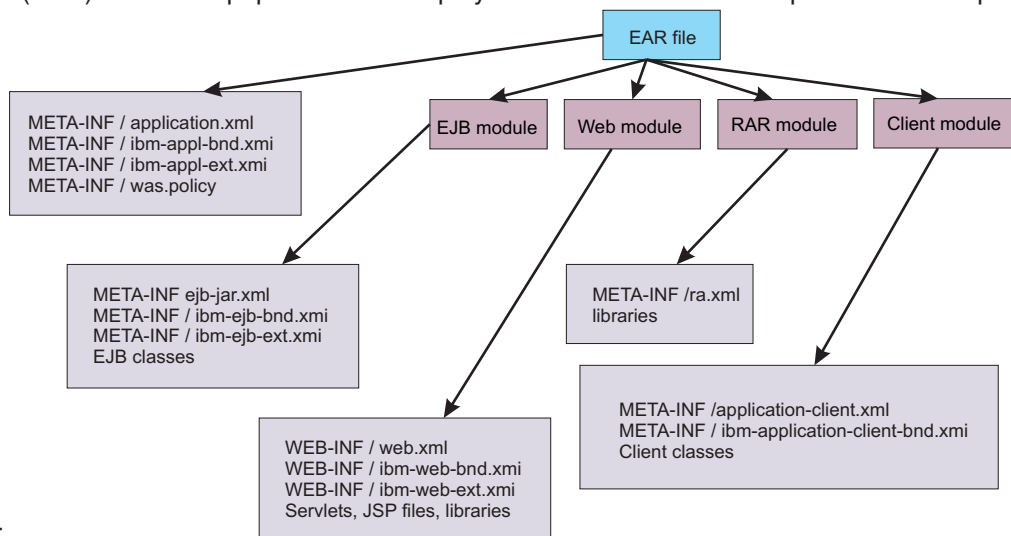 EAR file
META-INF / application.xml
META-INF / ibm-appl-bnd.xmi
META-INF / ibm-appl-ext.xmi
META-INF / was.policy
EJB module
Web module
RAR module
Client module
META-INF ejb-jar.xml
META-INF / ibm-ejb-bnd.xmi
META-INF / ibm-ejb-ext.xmi
EJB classes
META-INF /ra.xml
libraries
META-INF /application-client.xml
META-INF / ibm-application-client-bnd.xmi
Client classes
WEB-INF / web.xml
WEB-INF / ibm-web-bnd.xmi
WEB-INF / ibm-web-ext.xmi
Servlets, JSP files, libraries
.